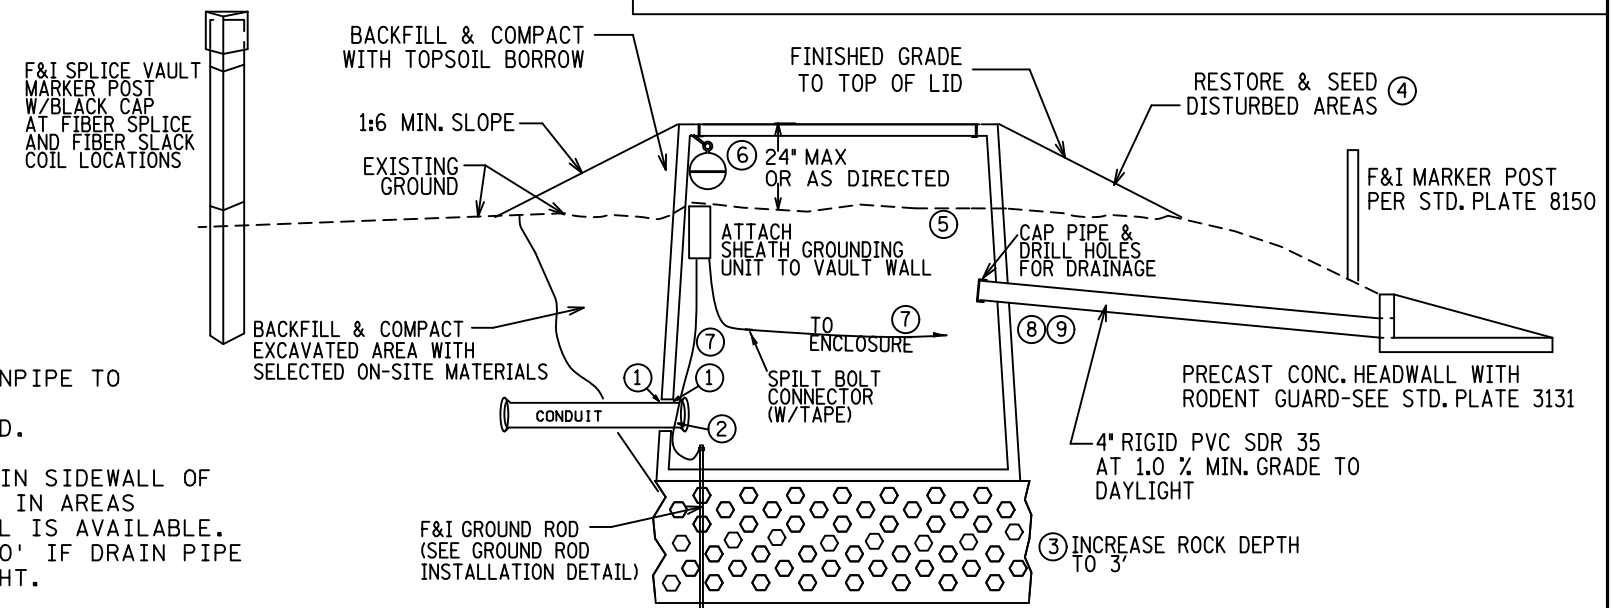 F&I SPLICE VAULT
MARKER POST
W/BLACK CAP
AT FIBER SPLICE
AND FIBER SLACK
COIL LOCATIONS
BACKFILL & COMPACT
WITH TOPSOIL BORROW
1:6 MIN. SLOPE
EXISTING
GROUND
FINISHED GRADE
TO TOP OF LID
RESTORE & SEED
DISTURBED AREAS
4
6
24" MAX
OR AS DIRECTED
F&I MARKER POST
PER STD. PLATE 8150
5
ATTACH
SHEATH GROUNDING
UNIT TO VAULT WALL
CAP PIPE &
DRILL HOLES
FOR DRAINAGE
BACKFILL & COMPACT
EXCAVATED AREA WITH
SELECTED ON-SITE MATERIALS
7
TO
ENCLOSURE
7
8 9
SPILT BOLT
CONNECTOR
(W/TAPE)
1 1
CONDUIT
2
PRECAST CONC. HEADWALL WITH
RODENT GUARD-SEE STD. PLATE 3131
4" RIGID PVC SDR 35
AT 1.0 % MIN. GRADE TO
DAYLIGHT
NPIPE TO
D.
IN SIDEWALL OF
IN AREAS
L IS AVAILABLE.
O' IF DRAIN PIPE
HT.
F&I GROUND ROD
(SEE GROUND ROD
INSTALLATION DETAIL)
3 INCREASE ROCK DEPTH
TO 3'